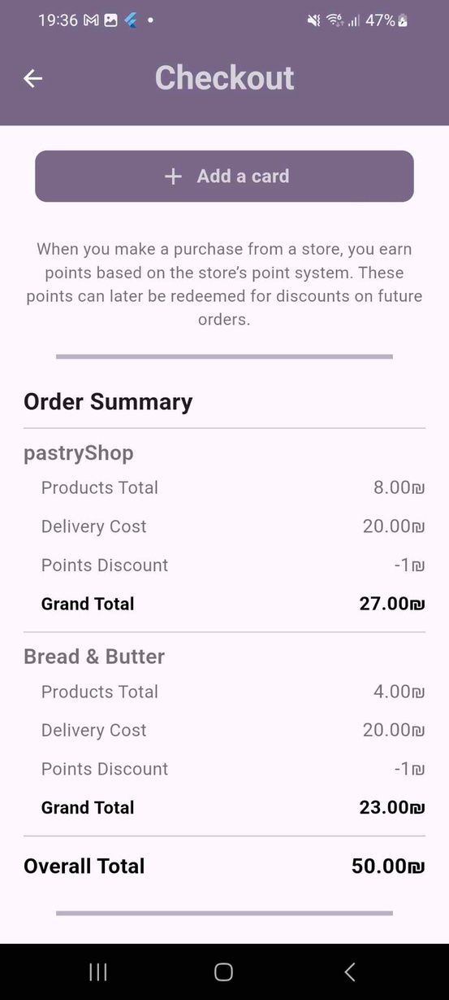 19:36
47%
Checkout
+ Add a card
When you make a purchase from a store, you earn
points based on the store’s point system. These
points can later be redeemed for discounts on future
orders.
Order Summary
pastryShop
Products Total 8.00₪
Delivery Cost 20.00₪
Points Discount -1₪
Grand Total 27.00₪
Bread & Butter
Products Total 4.00₪
Delivery Cost 20.00₪
Points Discount -1₪
Grand Total 23.00₪
Overall Total 50.00₪